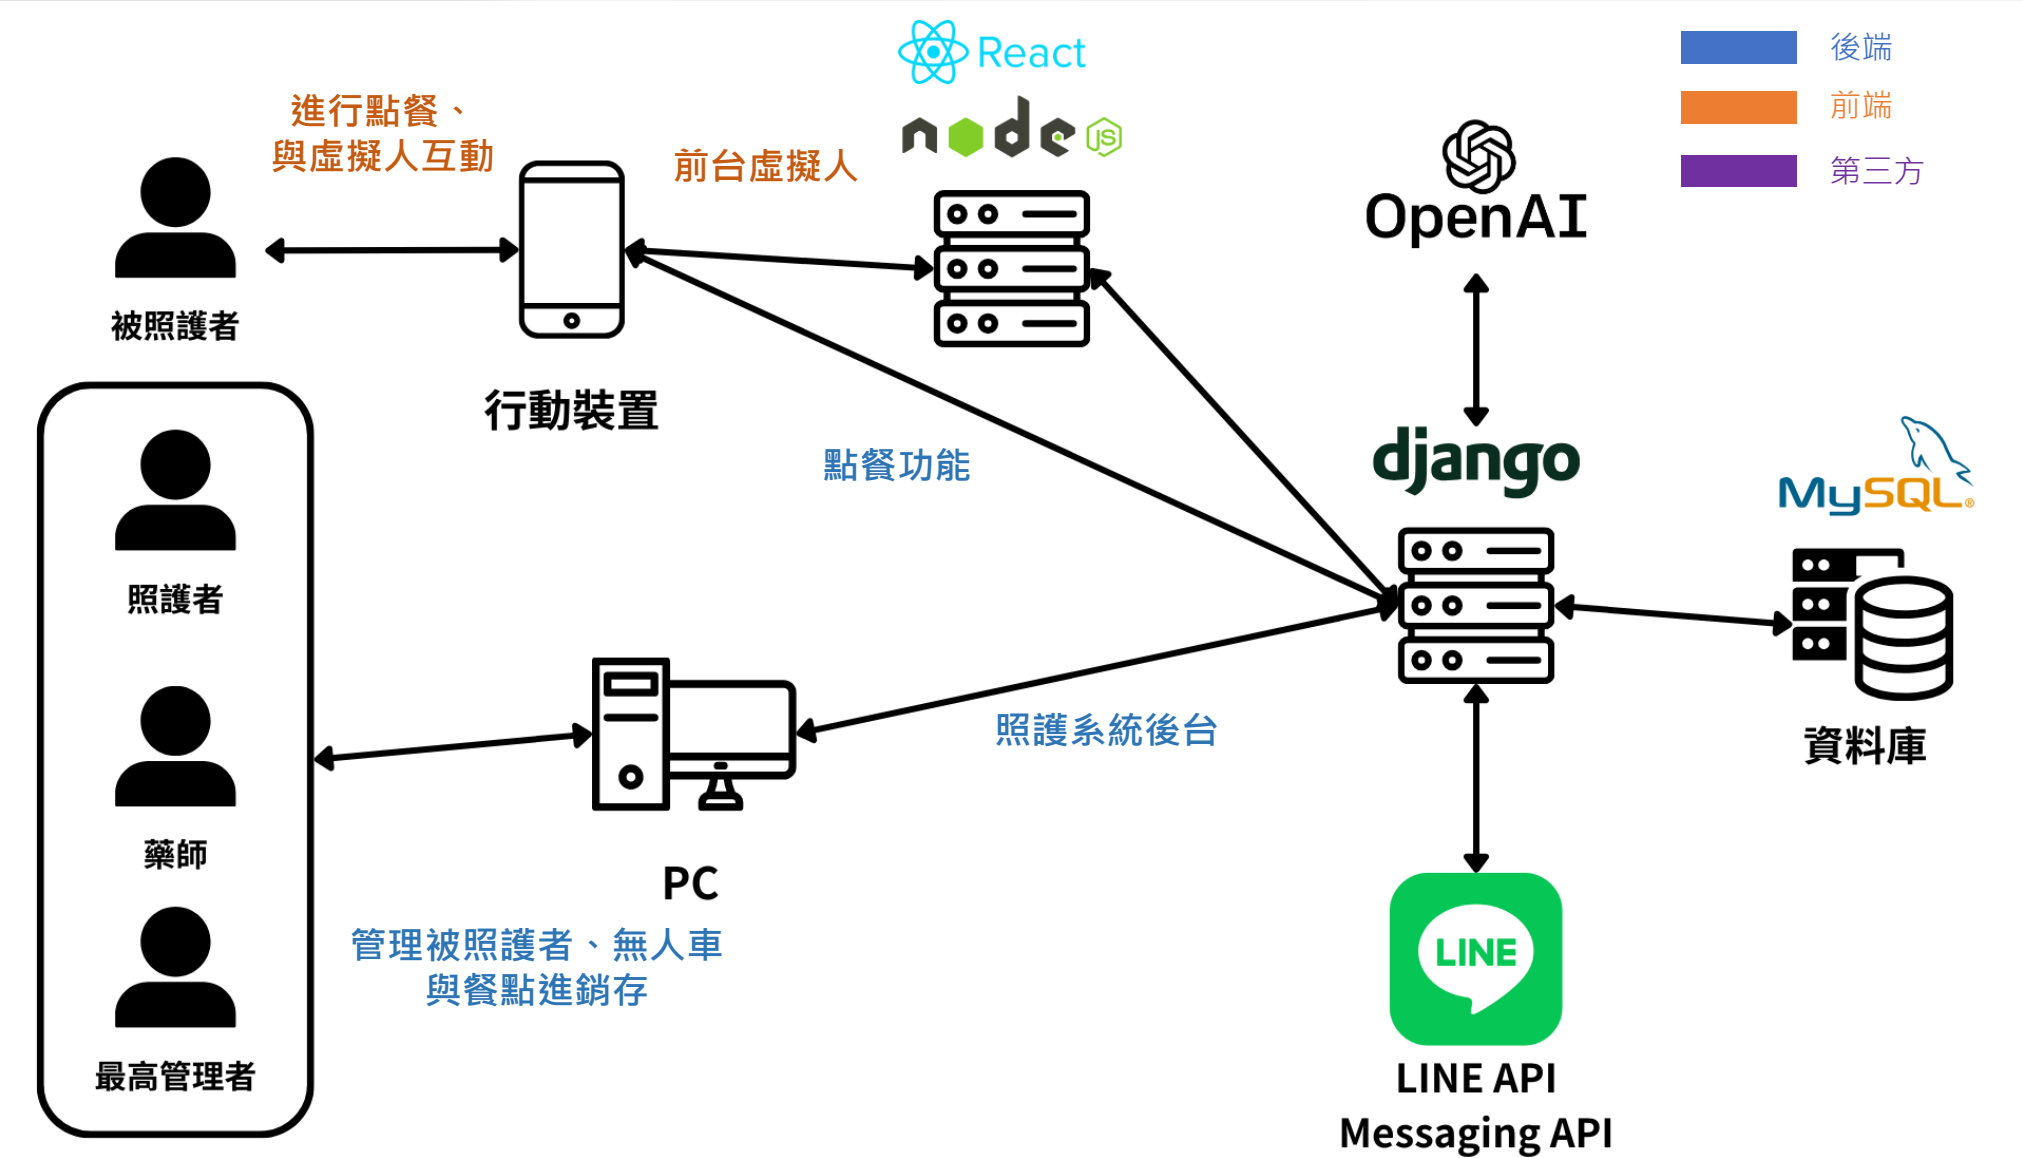 React
node
JS
後端
前端
第三方
進行點餐、
與虛擬人互動
前台虛擬人
OpenAI
被照護者
行動裝置
點餐功能
django
MySQL®
照護者
照護系統後台
資料庫
藥師
PC
管理被照護者、無人車
與餐點進銷存
LINE
最高管理者
LINE API
Messaging API